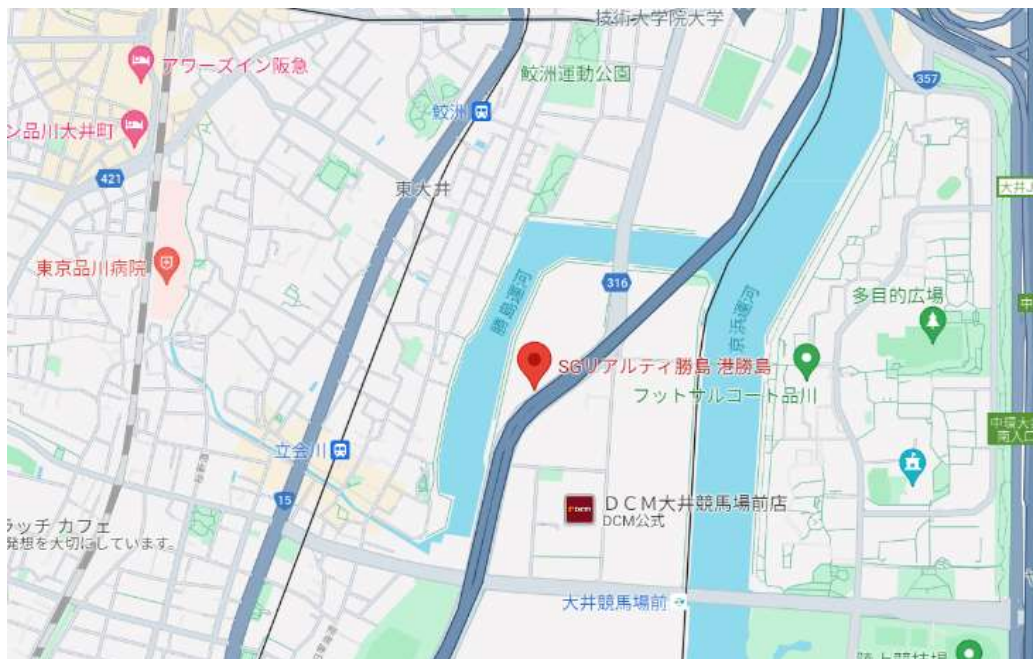 技術大学院大学
アワーズイン阪急
鮫洲運動公園
357
鮫洲
ン品川大井町
421
東大井
大井J
東京品川病院
勝島運河
316
京浜運河
多目的広場
SGリアルティ勝島 港勝島
フットサルコート品川
中環大
南入口
立会川
15
ラッチ カフェ
発想を大切にしています。
DCM
ＤＣＭ大井競馬場前店
DCM公式
大井競馬場前
陸上競技場